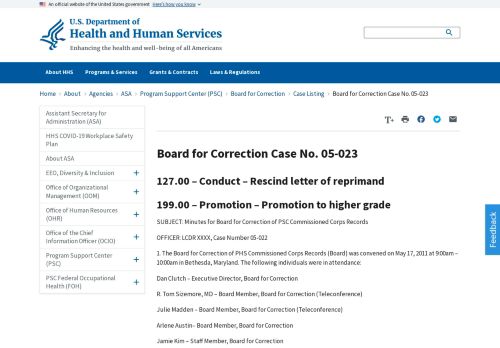 An official website of the United States government Here's how you know
U.S. Department of
Health and Human Services
Enhancing the health and well-being of all Americans
About HHS Programs & Services Grants & Contracts Laws & Regulations
Home › About › Agencies › ASA › Program Support Center (PSC) › Board for Correction › Case Listing › Board for Correction Case No. 05-023
Assistant Secretary for
Administration (ASA)
HHS COVID-19 Workplace Safety
Plan
About ASA
EEO, Diversity & Inclusion
Office of Organizational
Management (OOM)
Office of Human Resources
(OHR)
Office of the Chief
Information Officer (OCIO)
Program Support Center
(PSC)
PSC Federal Occupational
Health (FOH)
T+
Board for Correction Case No. 05-023
127.00 – Conduct – Rescind letter of reprimand
199.00 – Promotion – Promotion to higher grade
SUBJECT: Minutes for Board for Correction of PSC Commissioned Corps Records
OFFICER: LCDR XXXX, Case Number 05-022
1. The Board for Correction of PHS Commissioned Corps Records (Board) was convened on May 17, 2011 at 9:00am –
10:00am in Bethesda, Maryland. The following individuals were in attendance:
Dan Clutch – Executive Director, Board for Correction
R. Tom Sizemore, MD – Board Member, Board for Correction (Teleconference)
Julie Madden – Board Member, Board for Correction (Teleconference)
Arlene Austin– Board Member, Board for Correction
Jamie Kim – Staff Member, Board for Correction
Feedback